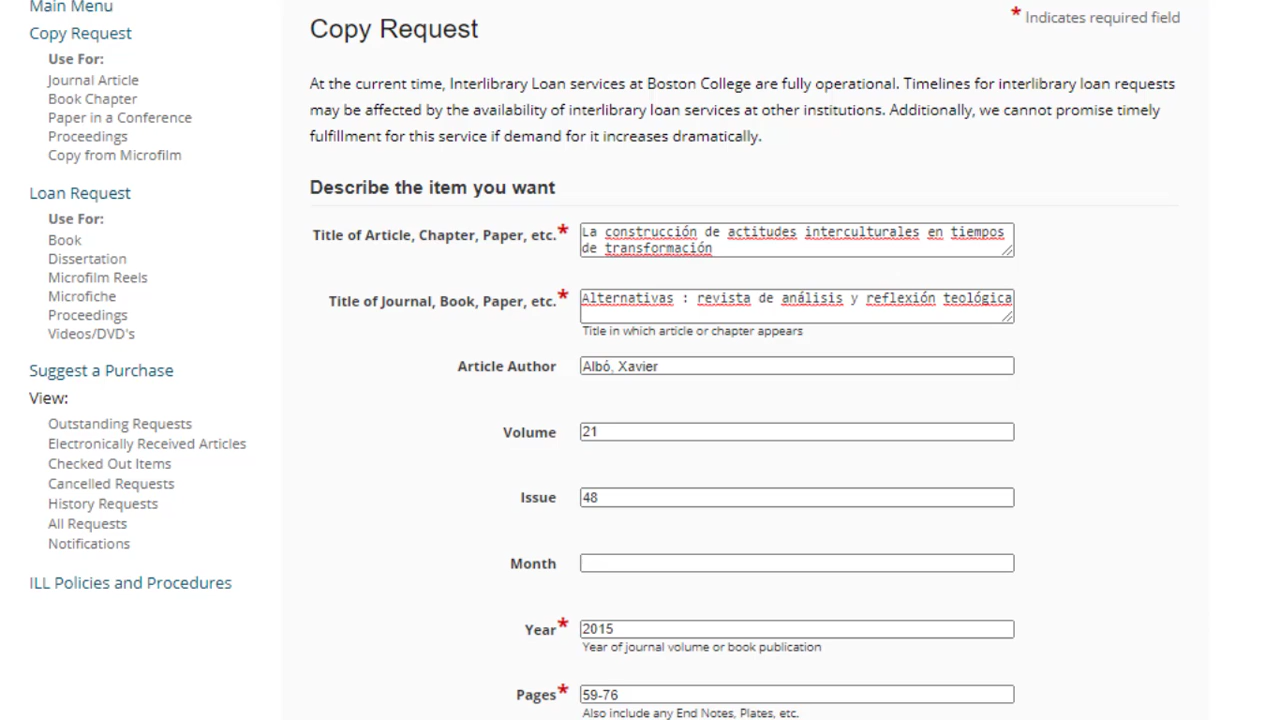 Main Menu
Copy Request
Use For:
Journal Article
Book Chapter
Paper in a Conference
Proceedings
Copy from Microfilm
Loan Request
Use For:
Book
Dissertation
Microfilm Reels
Microfiche
Proceedings
Videos/DVD's
Suggest a Purchase
View:
Outstanding Requests
Electronically Received Articles
Checked Out Items
Cancelled Requests
History Requests
All Requests
Notifications
ILL Policies and Procedures
* Indicates required field
Copy Request
At the current time, Interlibrary Loan services at Boston College are fully operational. Timelines for interlibrary loan requests
may be affected by the availability of interlibrary loan services at other institutions. Additionally, we cannot promise timely
fulfillment for this service if demand for it increases dramatically.
Describe the item you want
Title of Article, Chapter, Paper, etc.*
La construcción de actitudes interculturales en tiempos
de transformación
Title of Journal, Book, Paper, etc.*
Alternativas : revista de análisis y reflexión teológica
Title in which article or chapter appears
Article Author
Albó, Xavier
Volume
21
Issue
48
Month
Year*
2015
Year of journal volume or book publication
Pages*
59-76
Also include any End Notes, Plates, etc.